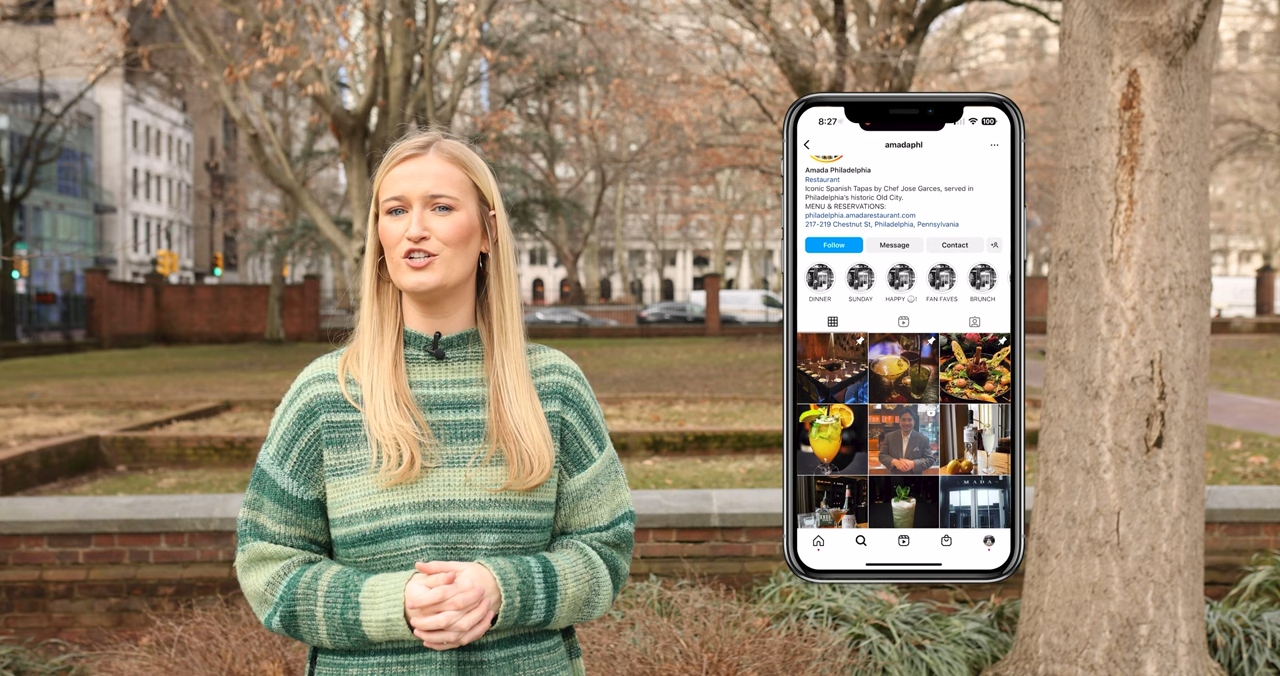 8:27
100
amadaphl
Amada Philadelphia
Restaurant
Iconic Spanish Tapas by Chef Jose Garces, served in
Philadelphia's historic Old City.
MENU & RESERVATIONS:
philadelphia.amadarestaurant.com
217-219 Chestnut St, Philadelphia, Pennsylvania
Follow Message Contact
DINNER SUNDAY HAPPY ! FAN FAVES BRUNCH
MADA